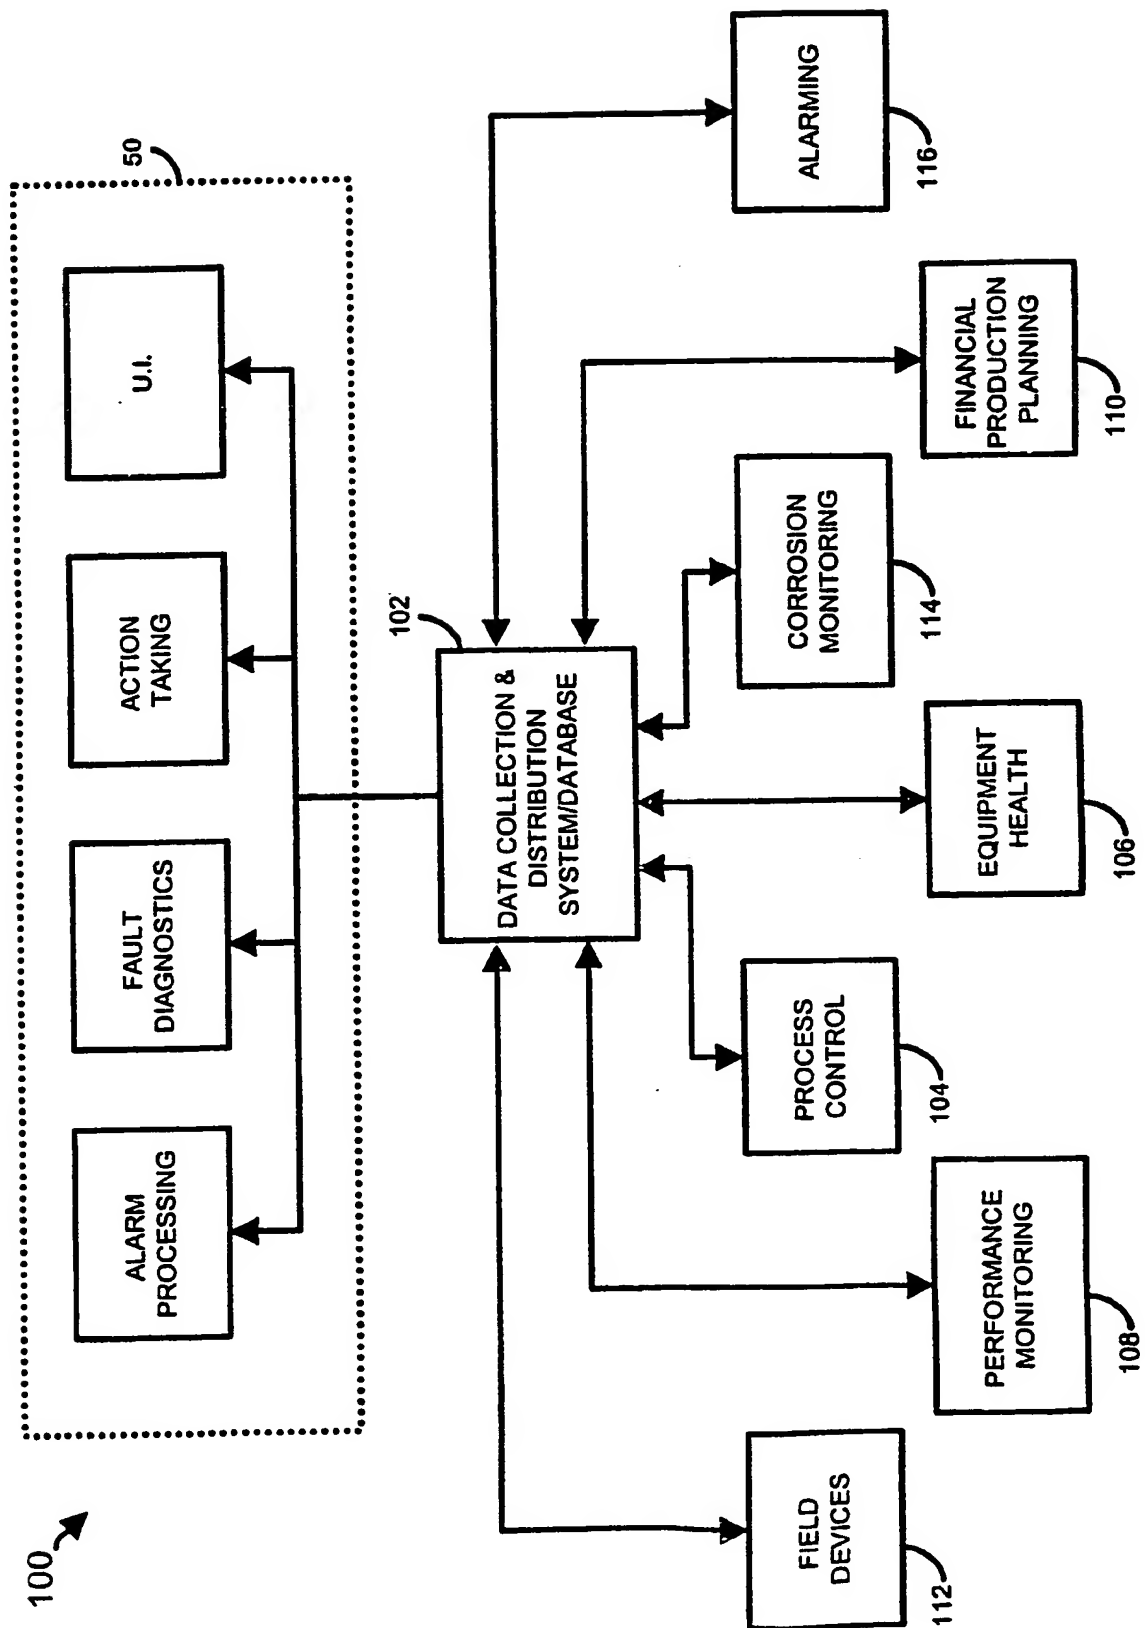 100
50
ALARM
PROCESSING
FAULT
DIAGNOSTICS
ACTION
TAKING
U.I.
102
DATA COLLECTION &
DISTRIBUTION
SYSTEM/DATABASE
FIELD
DEVICES
112
PERFORMANCE
MONITORING
108
PROCESS
CONTROL
104
EQUIPMENT
HEALTH
106
CORROSION
MONITORING
114
FINANCIAL
PRODUCTION
PLANNING
110
ALARMING
116